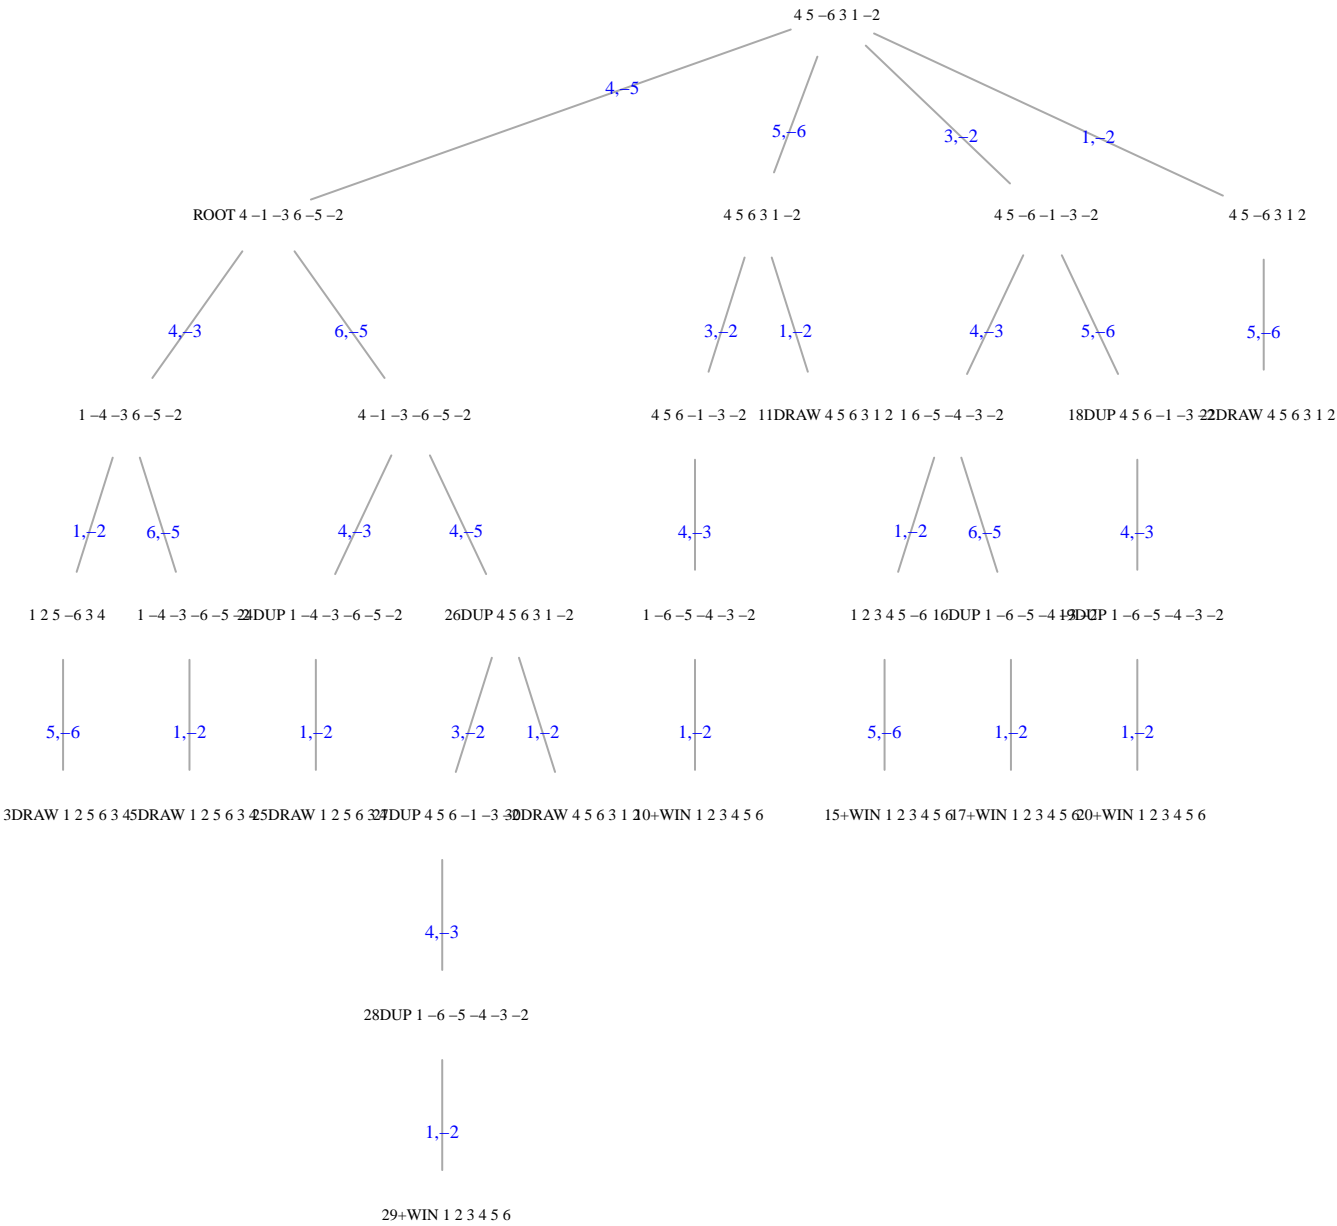 4 5 −6 3 1 −2
4,−5
5,−6
3,−2
1,−2
ROOT 4 −1 −3 6 −5 −2
4 5 6 3 1 −2
4 5 −6 −1 −3 −2
4 5 −6 3 1 2
4,−3
6,−5
3,−2
1,−2
4,−3
5,−6
5,−6
1 −4 −3 6 −5 −2
4 −1 −3 −6 −5 −2
4 5 6 −1 −3 −2
11DRAW 4 5 6 3 1 2
1 6 −5 −4 −3 −2
18DUP 4 5 6 −1 −3 −2
22DRAW 4 5 6 3 1 2
1,−2
6,−5
4,−3
4,−5
4,−3
1,−2
6,−5
4,−3
1 2 5 −6 3 4
1 −4 −3 −6 −5 −2
24DUP 1 −4 −3 −6 −5 −2
26DUP 4 5 6 3 1 −2
1 −6 −5 −4 −3 −2
1 2 3 4 5 −6
16DUP 1 −6 −5 −4 −3 −2
19DUP 1 −6 −5 −4 −3 −2
5,−6
1,−2
1,−2
3,−2
1,−2
1,−2
5,−6
1,−2
1,−2
3DRAW 1 2 5 6 3 4
5DRAW 1 2 5 6 3 4
25DRAW 1 2 5 6 3 4
27DUP 4 5 6 −1 −3 −2
30DRAW 4 5 6 3 1 2
10+WIN 1 2 3 4 5 6
15+WIN 1 2 3 4 5 6
17+WIN 1 2 3 4 5 6
20+WIN 1 2 3 4 5 6
4,−3
28DUP 1 −6 −5 −4 −3 −2
1,−2
29+WIN 1 2 3 4 5 6